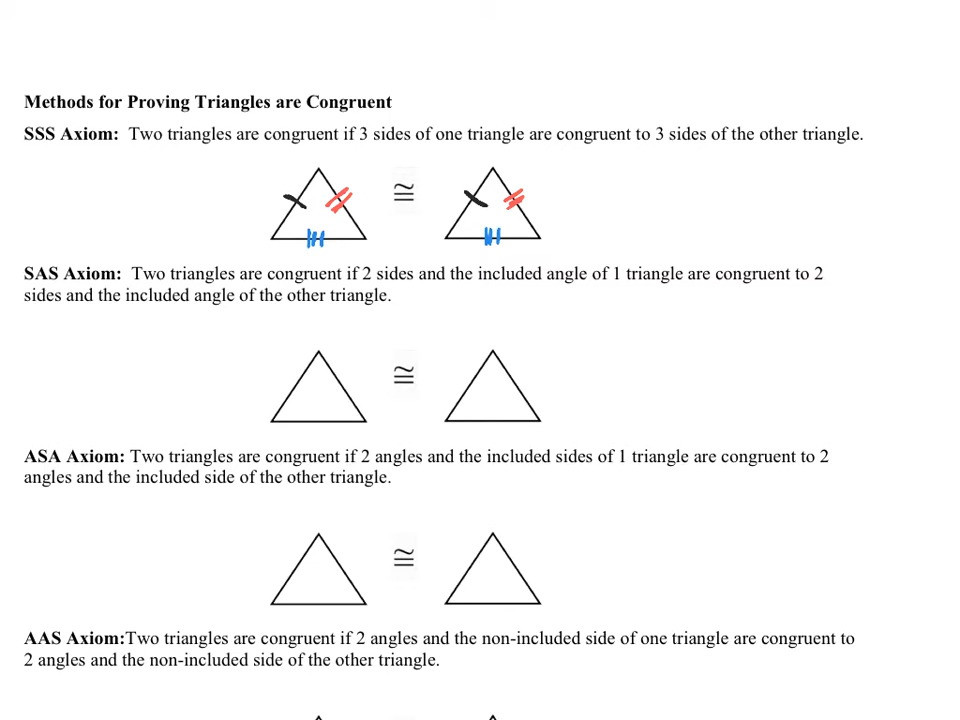 Methods for Proving Triangles are Congruent
SSS Axiom: Two triangles are congruent if 3 sides of one triangle are congruent to 3 sides of the other triangle.
≅
SAS Axiom: Two triangles are congruent if 2 sides and the included angle of 1 triangle are congruent to 2
sides and the included angle of the other triangle.
≅
ASA Axiom: Two triangles are congruent if 2 angles and the included sides of 1 triangle are congruent to 2
angles and the included side of the other triangle.
≅
AAS Axiom:Two triangles are congruent if 2 angles and the non-included side of one triangle are congruent to
2 angles and the non-included side of the other triangle.